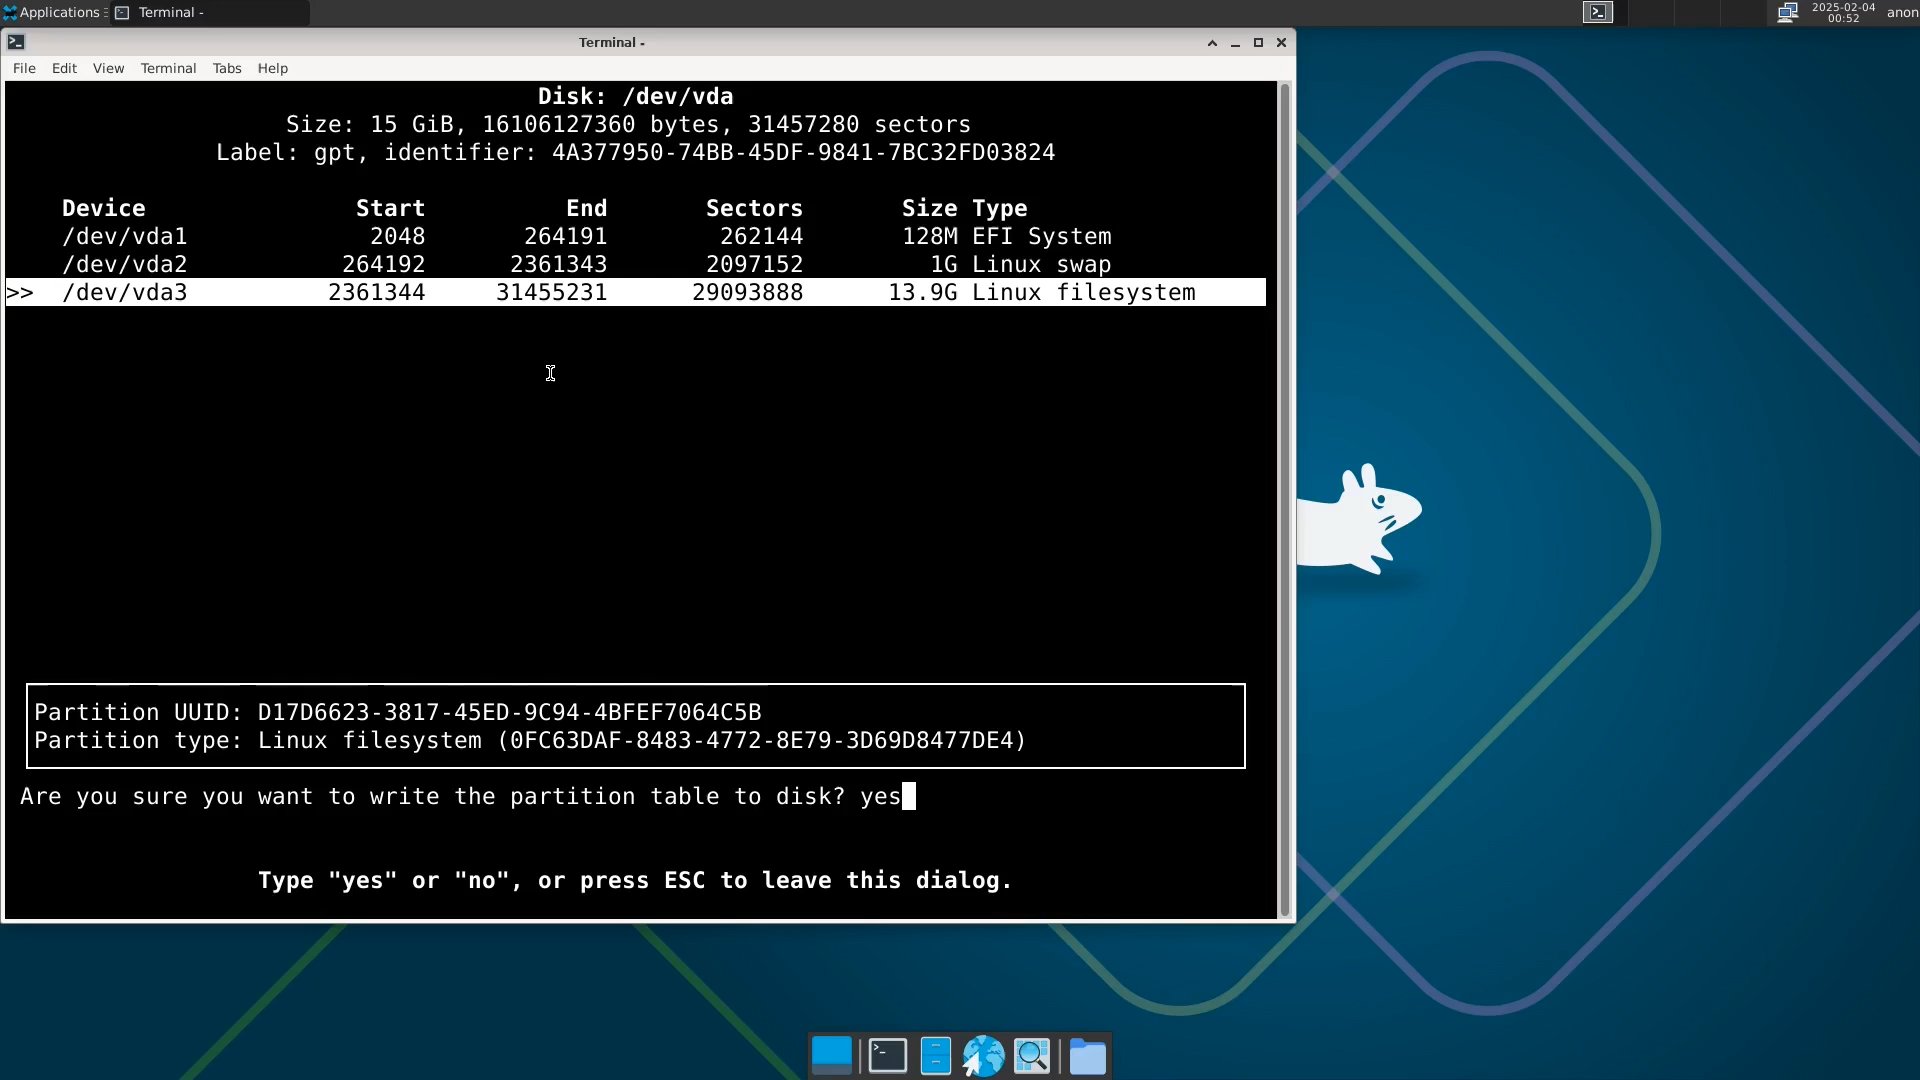 Applications
Terminal -
2025-02-04
00:52
anon
Terminal -
File Edit View Terminal Tabs Help
Disk: /dev/vda
Size: 15 GiB, 16106127360 bytes, 31457280 sectors
Label: gpt, identifier: 4A377950-74BB-45DF-9841-7BC32FD03824
Device Start End Sectors Size Type
/dev/vda1 2048 264191 262144 128M EFI System
/dev/vda2 264192 2361343 2097152 1G Linux swap
>> /dev/vda3 2361344 31455231 29093888 13.9G Linux filesystem
Partition UUID: D17D6623-3817-45ED-9C94-4BFEF7064C5B
Partition type: Linux filesystem (0FC63DAF-8483-4772-8E79-3D69D8477DE4)
Are you sure you want to write the partition table to disk? yes
Type "yes" or "no", or press ESC to leave this dialog.